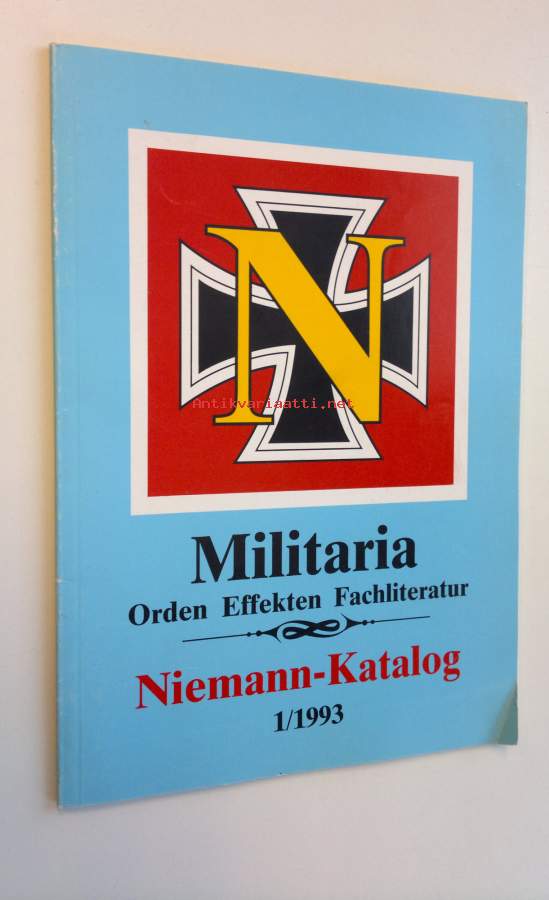 N
Antikvariaatti.net
Militaria
Orden Effekten Fachliteratur
Niemann-Katalog
1/1993